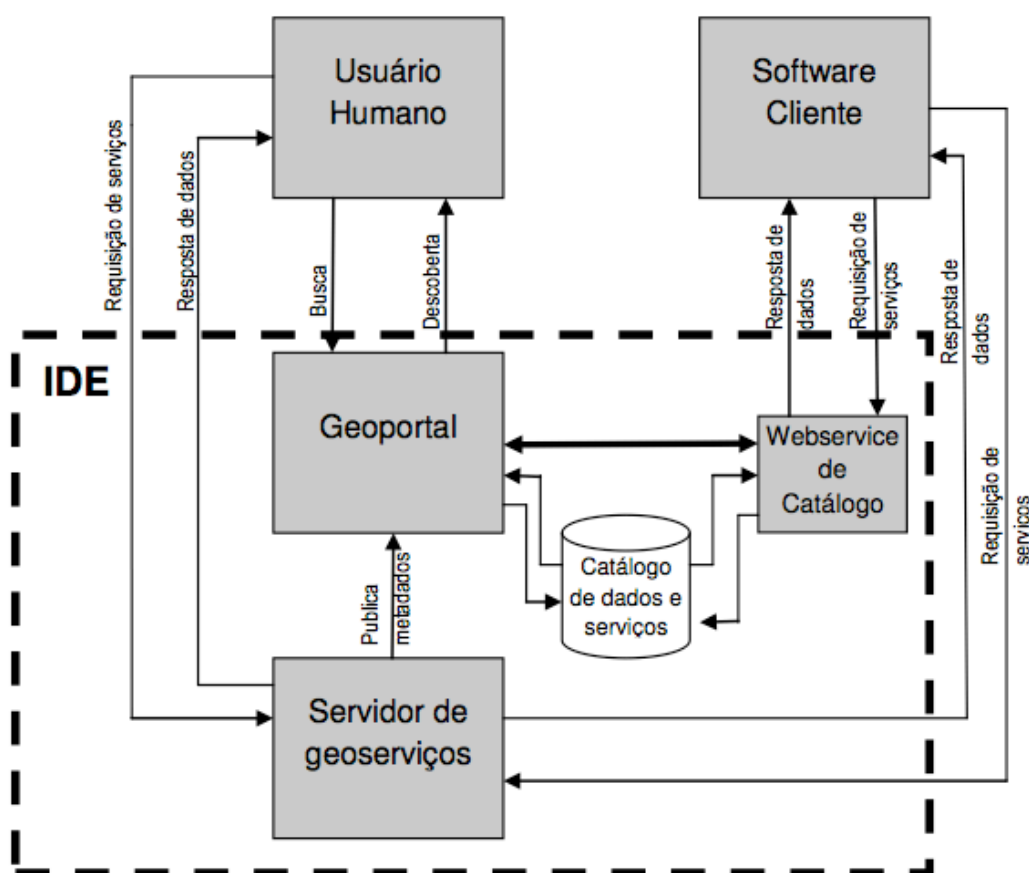 Usuário
Humano
Software
Cliente
Requisição de serviços
Resposta de dados
Busca
Descoberta
Resposta de
dados
Requisição de
serviços
Resposta de
dados
IDE
Geoportal
Webservice
de
Catálogo
Requisição de
serviços
Catálogo
de dados e
serviços
Publica
metadados
Servidor de
geoserviços